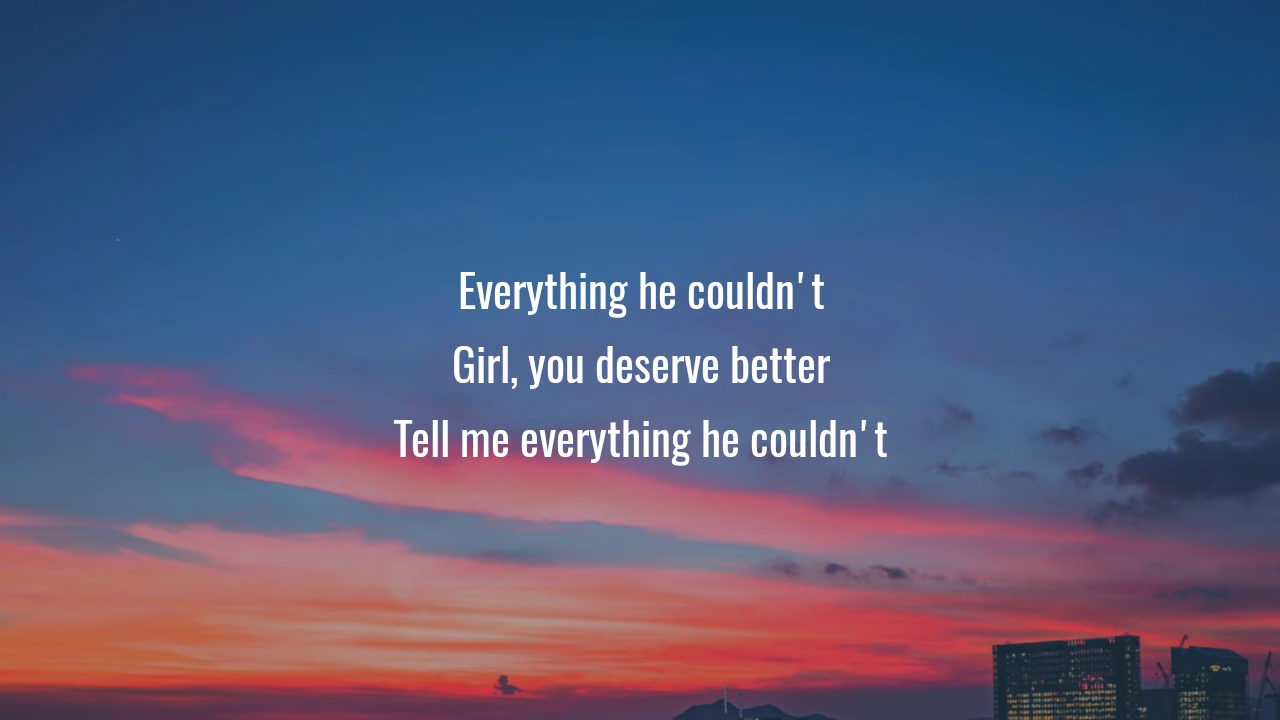 Everything he couldn't
Girl, you deserve better
Tell me everything he couldn't